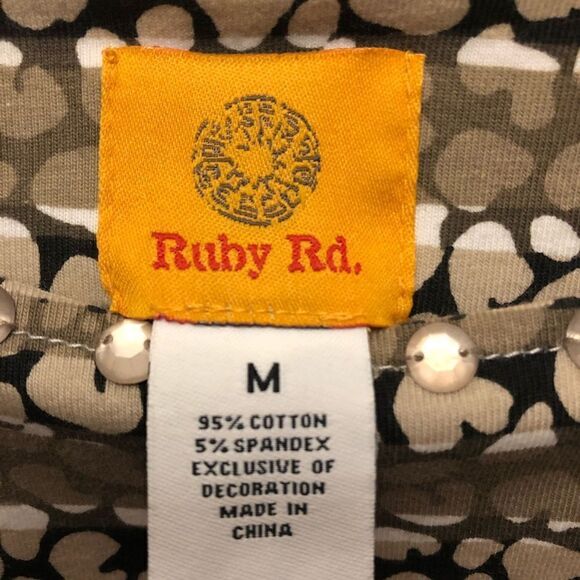 Ruby Rd.
M
95% COTTON
5% SPANDEX
EXCLUSIVE OF
DECORATION
MADE IN
CHINA